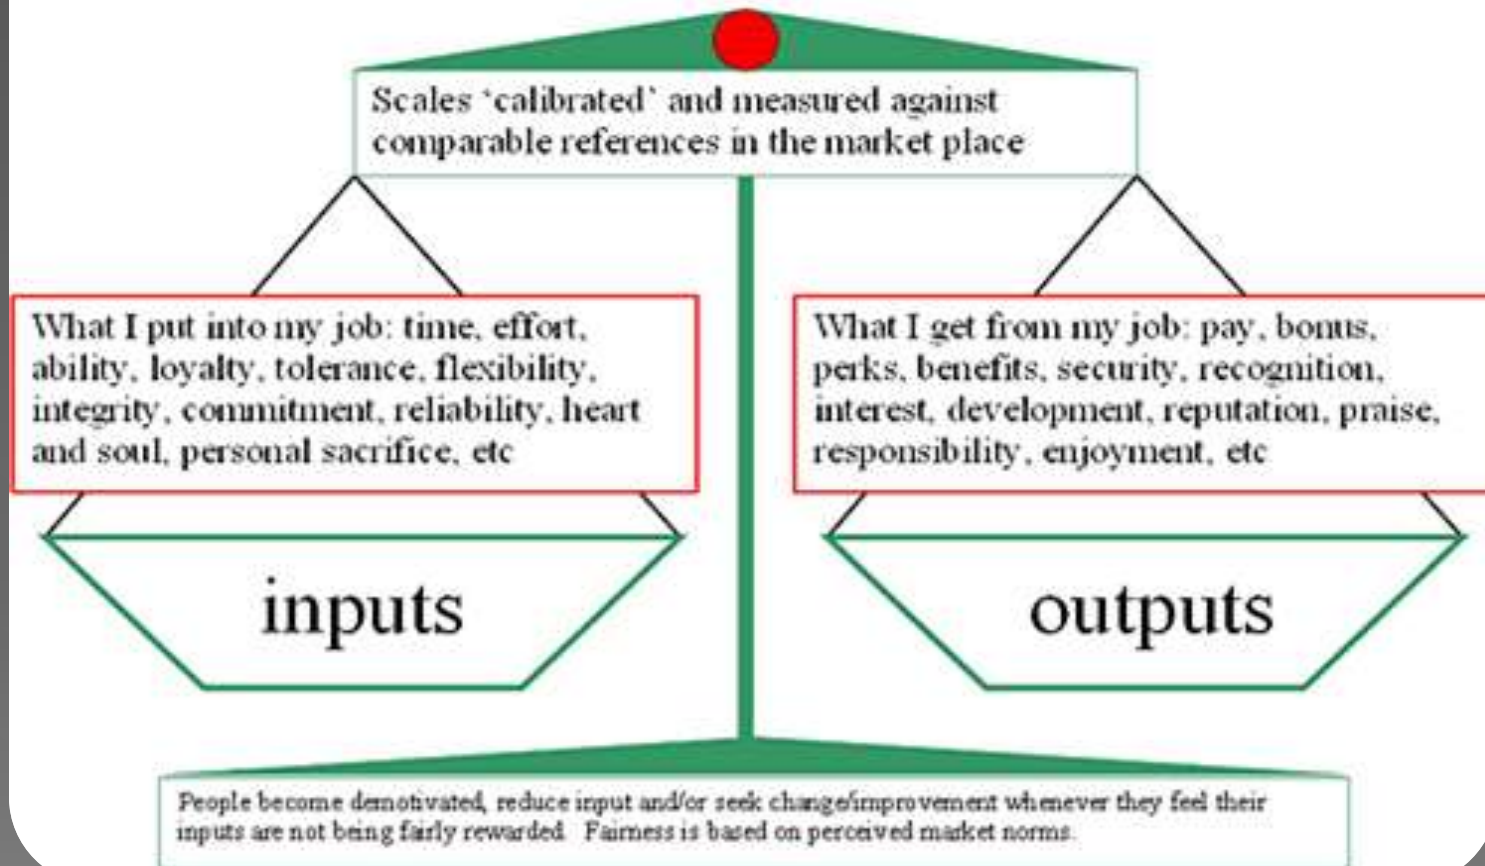 Scales ‘calibrated’ and measured against
comparable references in the market place
What I put into my job: time, effort,
ability, loyalty, tolerance, flexibility,
integrity, commitment, reliability, heart
and soul, personal sacrifice, etc
What I get from my job: pay, bonus,
perks, benefits, security, recognition,
interest, development, reputation, praise,
responsibility, enjoyment, etc
inputs
outputs
People become demotivated, reduce input and/or seek change/improvement whenever they feel their
inputs are not being fairly rewarded. Fairness is based on perceived market norms.